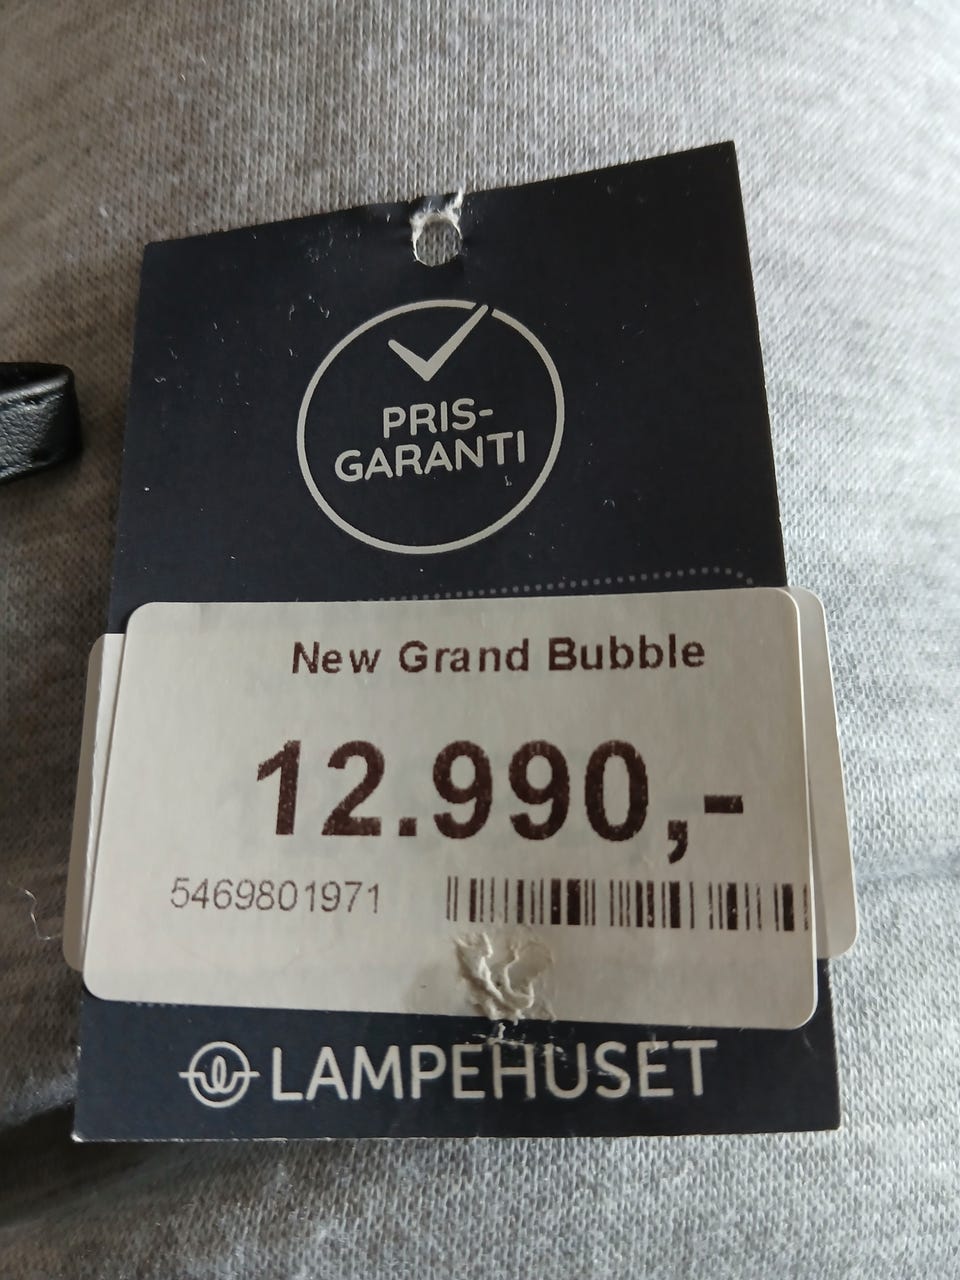 PRIS-
GARANTI
New Grand Bubble
12.990,-
5469801971
LAMPEHUSET